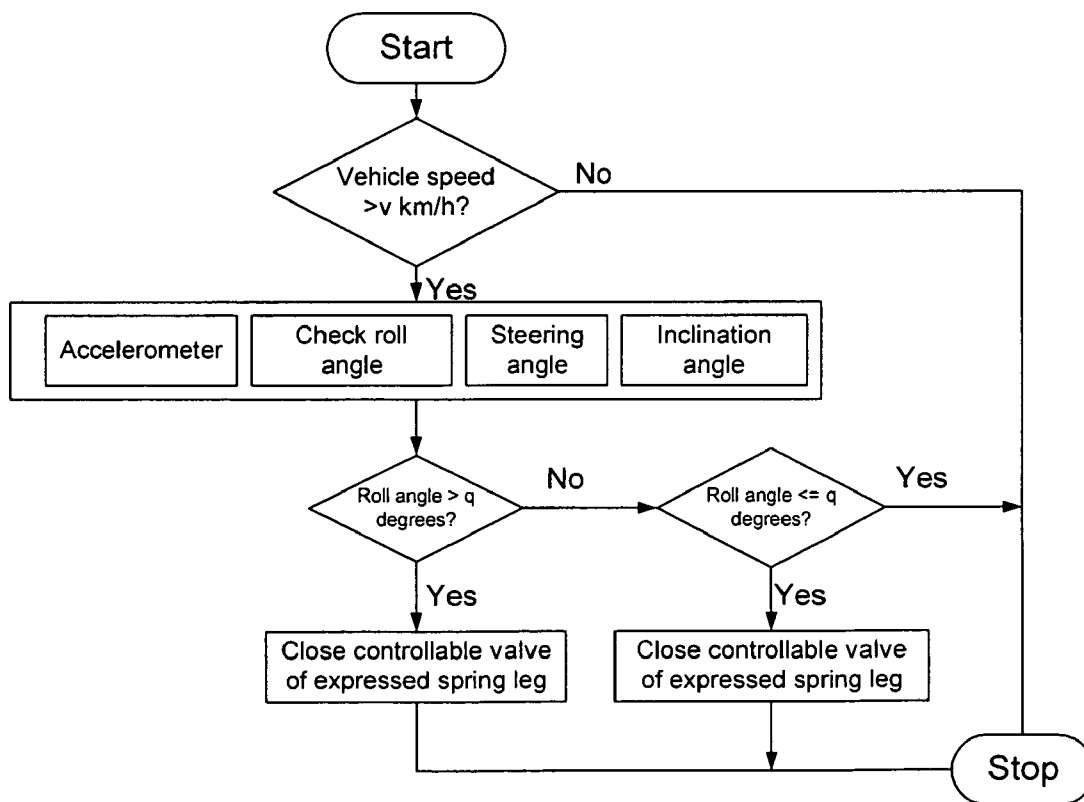 Start
Vehicle speed
>v km/h?
No
Yes
Accelerometer
Check roll
angle
Steering
angle
Inclination
angle
Roll angle > q
degrees?
No
Roll angle <= q
degrees?
Yes
Yes
Yes
Close controllable valve
of expressed spring leg
Close controllable valve
of expressed spring leg
Stop